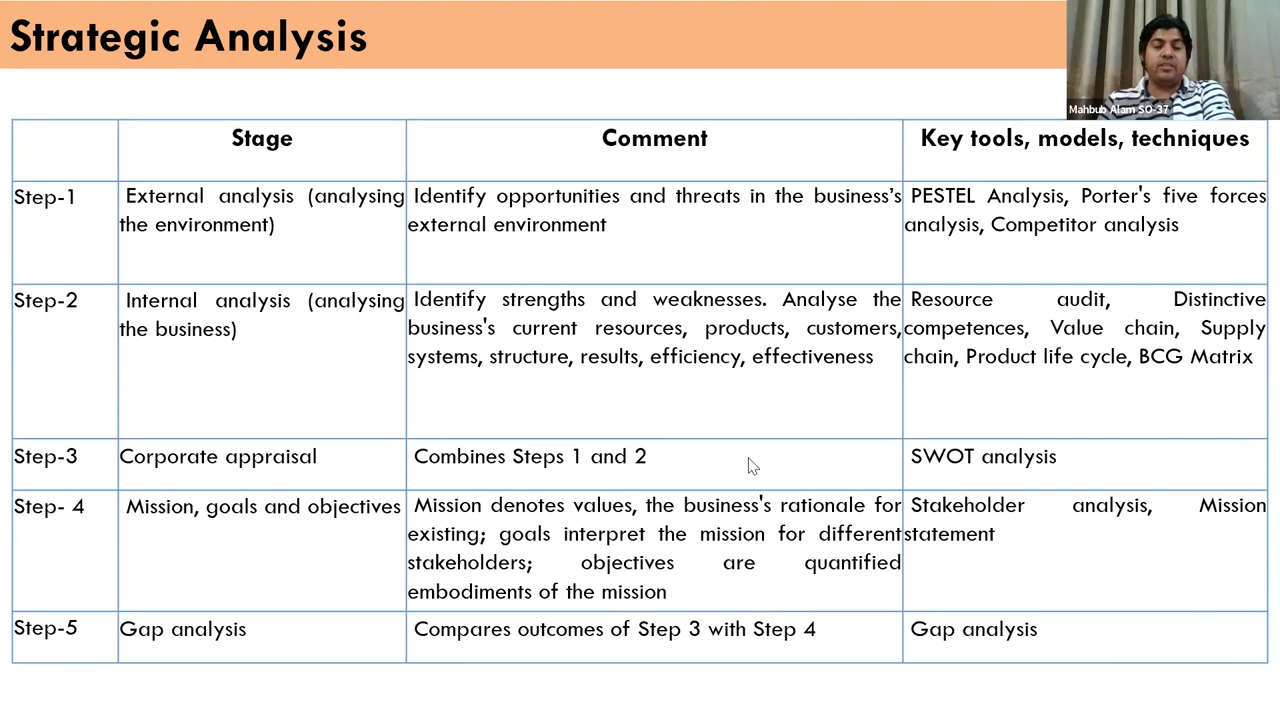 Strategic Analysis
Mahbub Alam SO-37
Stage Comment Key tools, models, techniques
Step-1 External analysis (analysing Identify opportunities and threats in the business's PESTEL Analysis, Porter's five forces
the environment) external environment analysis, Competitor analysis
Step-2 Internal analysis (analysing Identify strengths and weaknesses. Analyse the Resource audit, Distinctive
the business) business's current resources, products, customers, competences, Value chain, Supply
systems, structure, results, efficiency, effectiveness chain, Product life cycle, BCG Matrix
Step-3 Corporate appraisal Combines Steps 1 and 2 SWOT analysis
Step- 4 Mission, goals and objectives Mission denotes values, the business's rationale for Stakeholder analysis, Mission
existing; goals interpret the mission for different statement
stakeholders; objectives are quantified
embodiments of the mission
Step-5 Gap analysis Compares outcomes of Step 3 with Step 4 Gap analysis